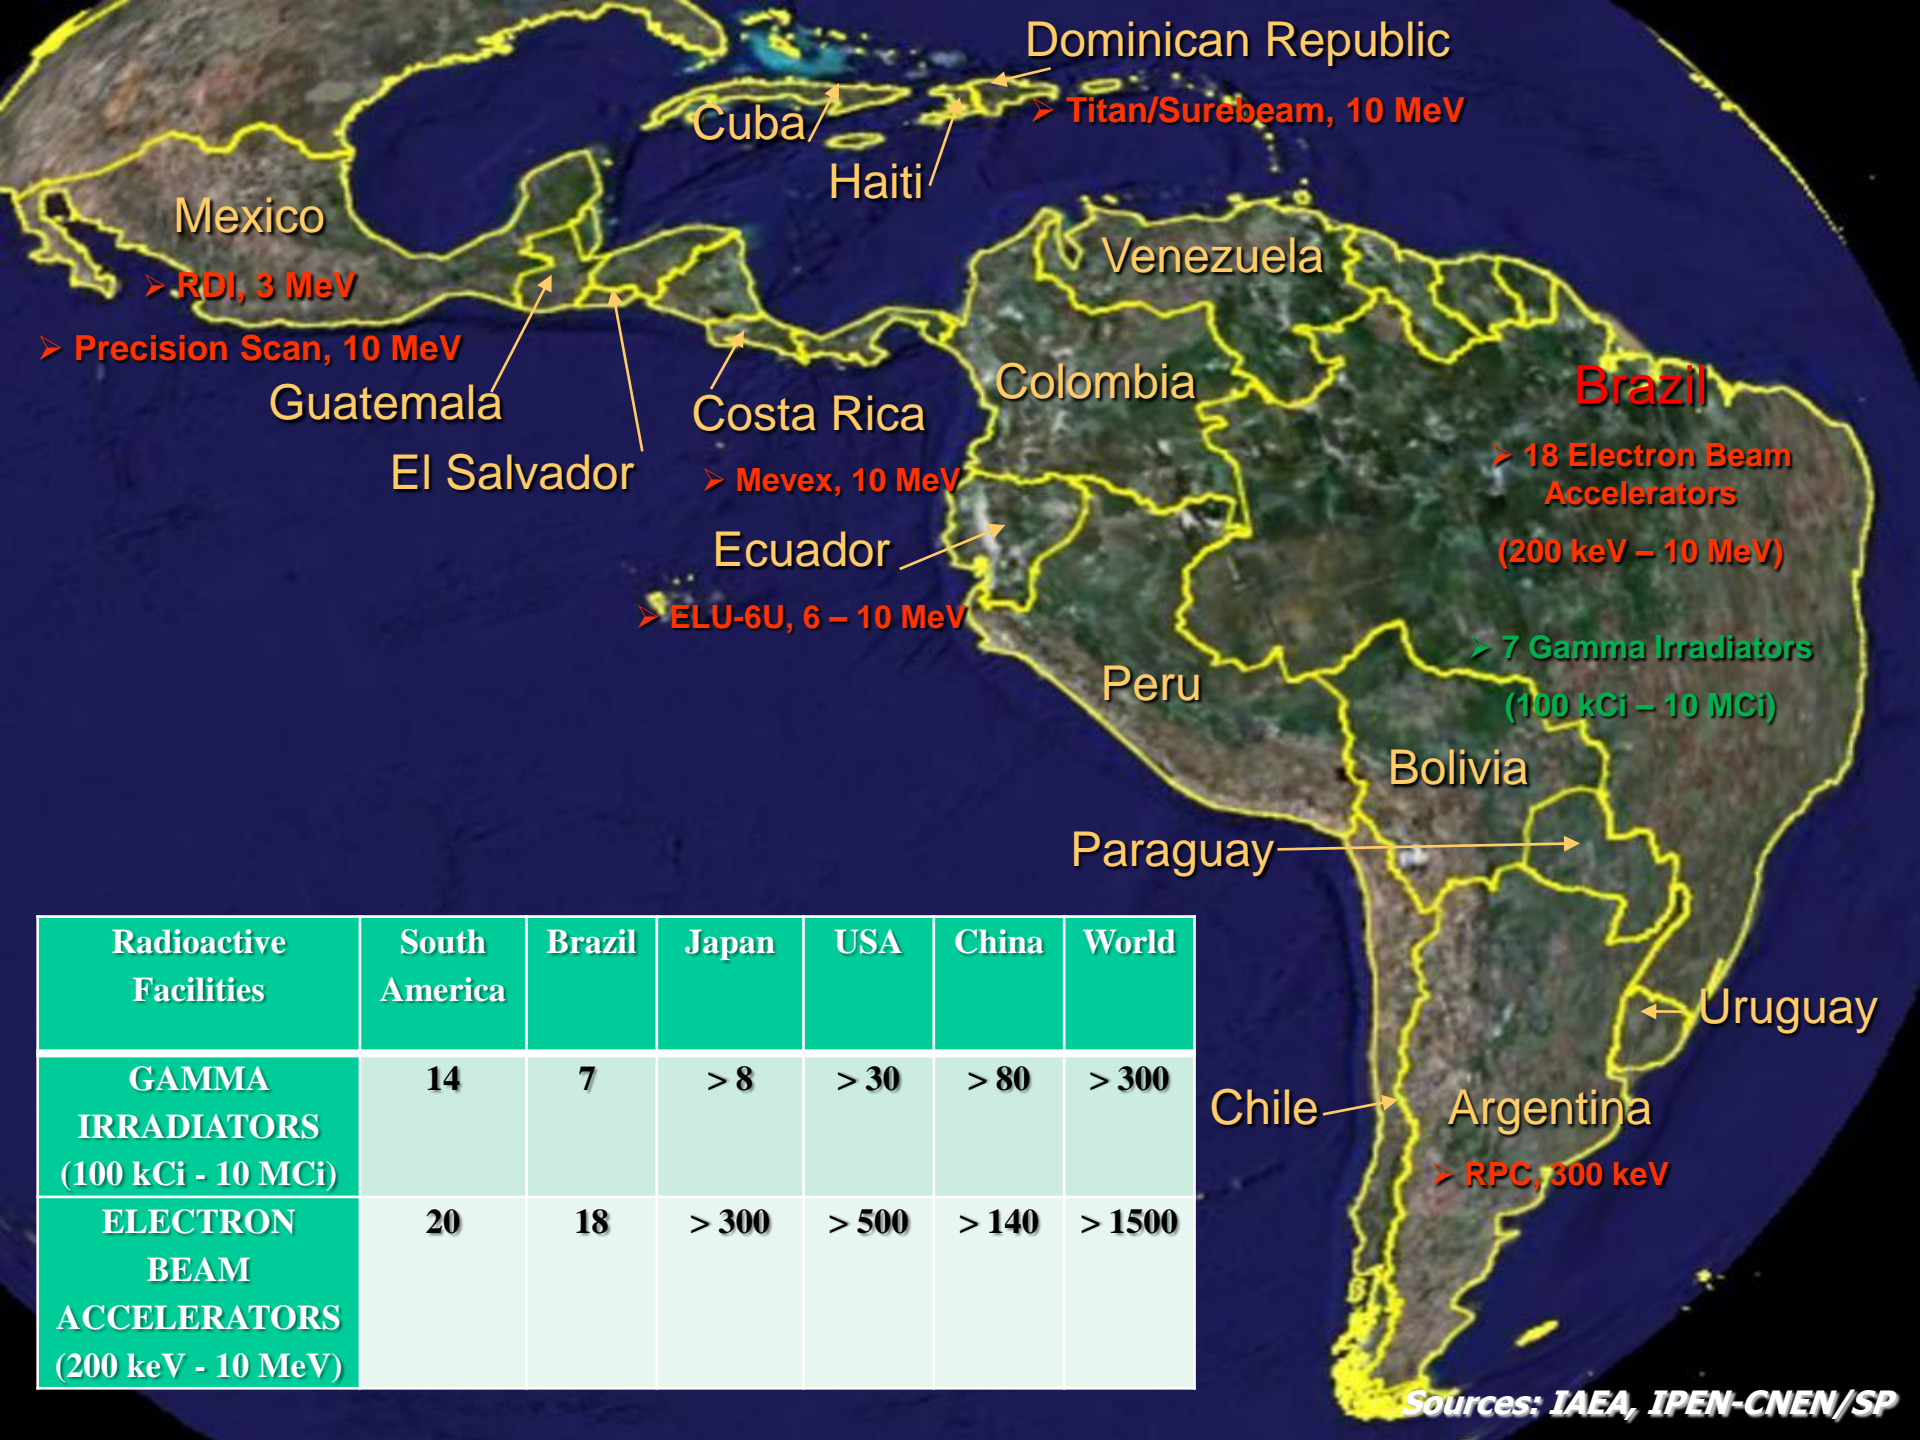 Dominican Republic
➢ Titan/Surebeam, 10 MeV
Cuba
Haiti
Mexico
➢ RDI, 3 MeV
➢ Precision Scan, 10 MeV
Guatemala
El Salvador
Costa Rica
➢ Mevex, 10 MeV
Venezuela
Colombia
Ecuador
➢ ELU-6U, 6 – 10 MeV
Brazil
➢ 18 Electron Beam
Accelerators
(200 keV – 10 MeV)
➢ 7 Gamma Irradiators
(100 kCi – 10 MCi)
Peru
Bolivia
Paraguay
Uruguay
Chile
Argentina
➢ RPC, 300 keV
Radioactive Facilities | South America | Brazil | Japan | USA | China | World
GAMMA IRRADIATORS (100 kCi - 10 MCi) | 14 | 7 | > 8 | > 30 | > 80 | > 300
ELECTRON BEAM ACCELERATORS (200 keV - 10 MeV) | 20 | 18 | > 300 | > 500 | > 140 | > 1500
Sources: IAEA, IPEN-CNEN/SP